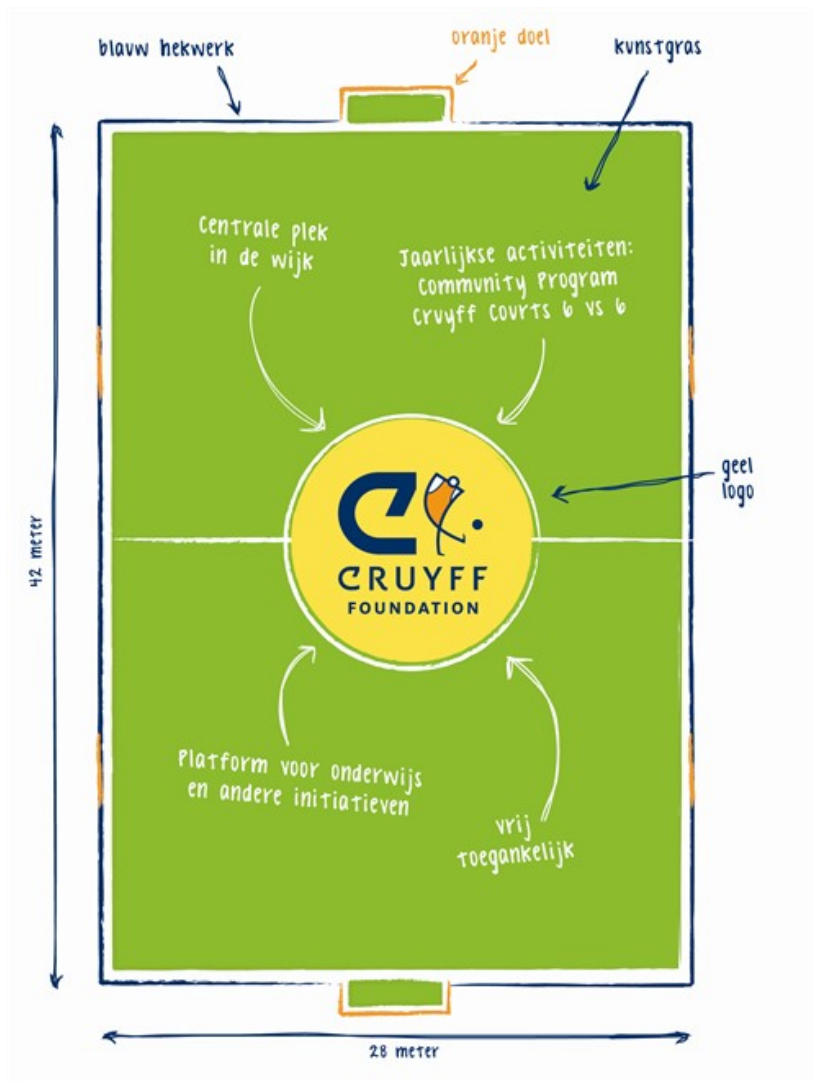 blauw hekwerk
oranje doel
kunstgras
Centrale plek
in de wijk
Jaarlijkse activiteiten:
Community Program
Cruyff Courts 6 vs 6
geel
logo
42 meter
CRUYFF
FOUNDATION
Platform voor onderwijs
en andere initiatieven
vrij
toegankelijk
28 meter